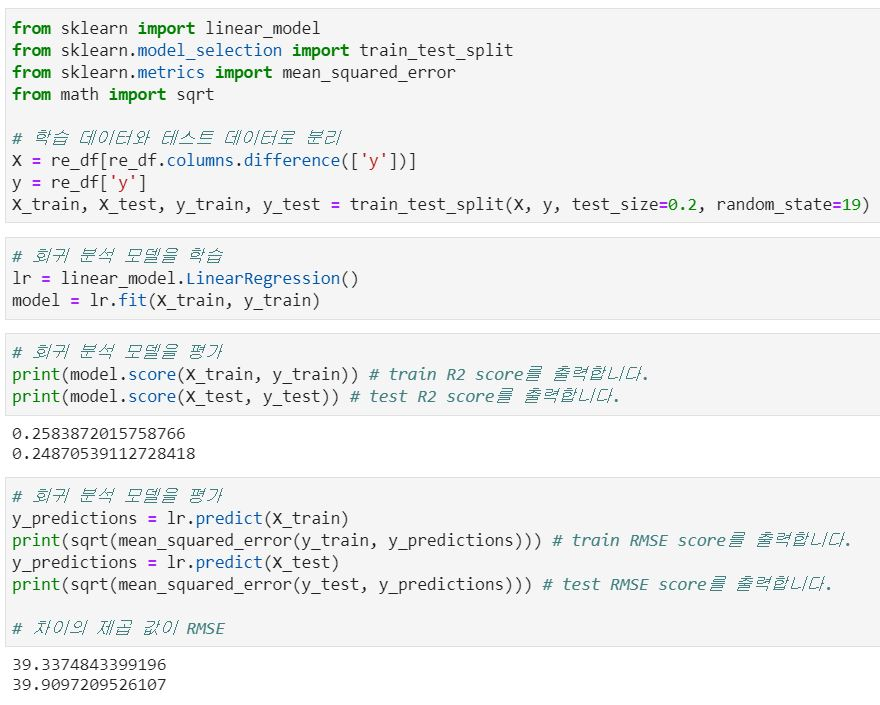 from sklearn import linear_model
from sklearn.model_selection import train_test_split
from sklearn.metrics import mean_squared_error
from math import sqrt
# 학습 데이터와 테스트 데이터로 분리
X = re_df[re_df.columns.difference(['y'])]
y = re_df['y']
X_train, X_test, y_train, y_test = train_test_split(X, y, test_size=0.2, random_state=19)
# 회귀 분석 모델을 학습
lr = linear_model.LinearRegression()
model = lr.fit(X_train, y_train)
# 회귀 분석 모델을 평가
print(model.score(X_train, y_train)) # train R2 score를 출력합니다.
print(model.score(X_test, y_test)) # test R2 score를 출력합니다.
0.2583872015758766
0.24870539112728418
# 회귀 분석 모델을 평가
y_predictions = lr.predict(X_train)
print(sqrt(mean_squared_error(y_train, y_predictions))) # train RMSE score를 출력합니다.
y_predictions = lr.predict(X_test)
print(sqrt(mean_squared_error(y_test, y_predictions))) # test RMSE score를 출력합니다.
# 차이의 제곱 값이 RMSE
39.3374843399196
39.9097209526107